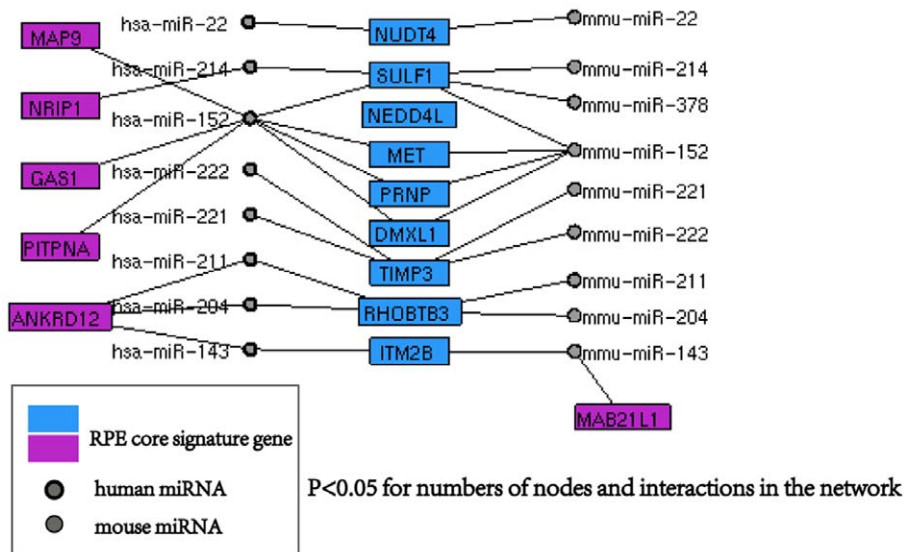 hsa-miR-22 NUDT4 mmu-miR-22
MAP9
hsa-miR-214 SULF1 mmu-miR-214
NRIP1 NEDD4L mmu-miR-378
hsa-miR-152
MET mmu-miR-152
GAS1 hsa-miR-222
PRNP mmu-miR-221
hsa-miR-221
DMXL1 mmu-miR-222
PITPNA
hsa-miR-211 TIMP3 mmu-miR-211
ANKRD12 hsa-miR-204 RHOBTB3 mmu-miR-204
hsa-miR-143 ITM2B mmu-miR-143
MAB21L1
RPE core signature gene
human miRNA
mouse miRNA
P<0.05 for numbers of nodes and interactions in the network